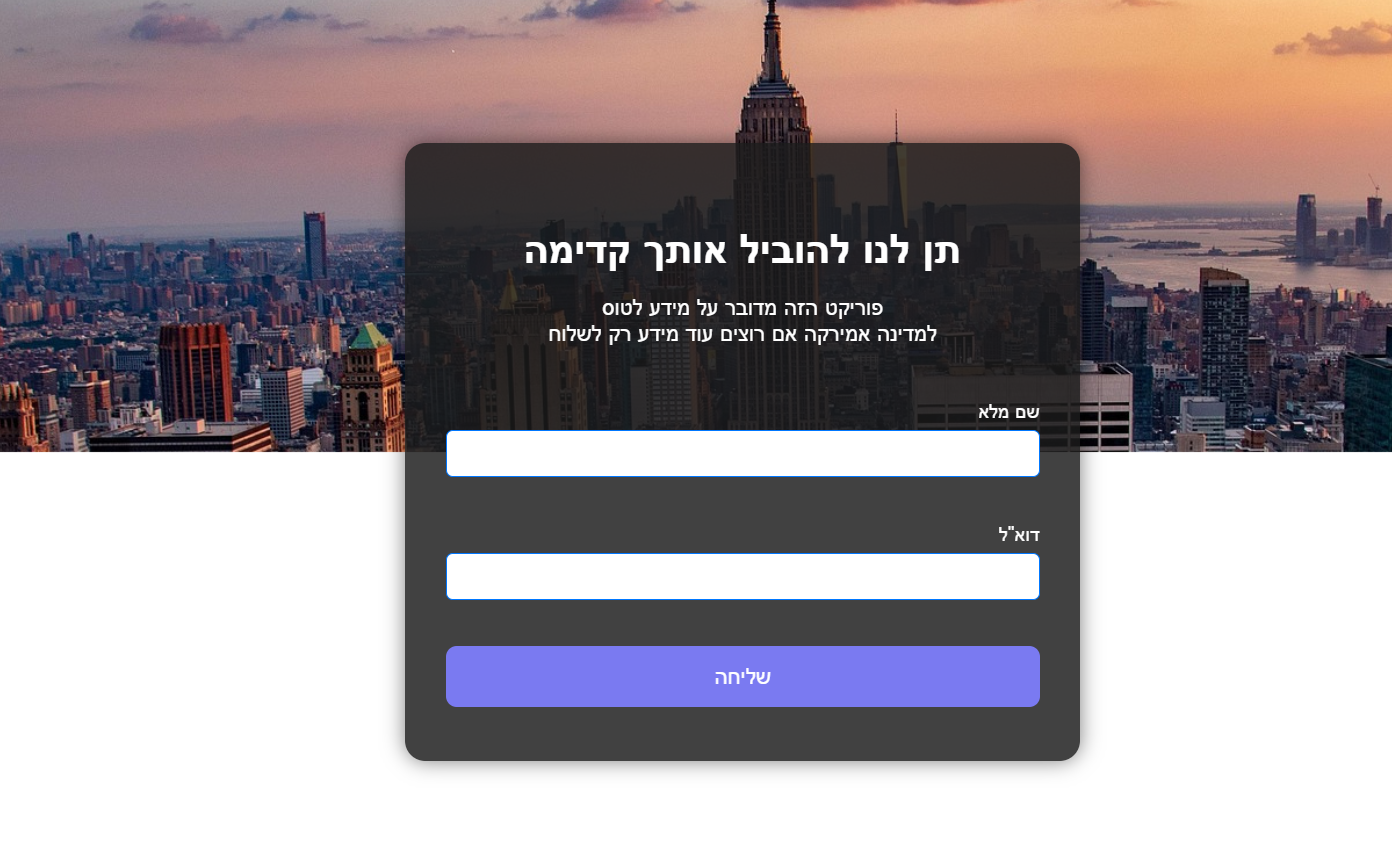 תן לנו להוביל אותך קדימה
פוריקט הזה מדובר על מידע לטוס
למדינה אמירקה אם רוצים עוד מידע רק לשלוח
שם מלא
דוא"ל
שליחה